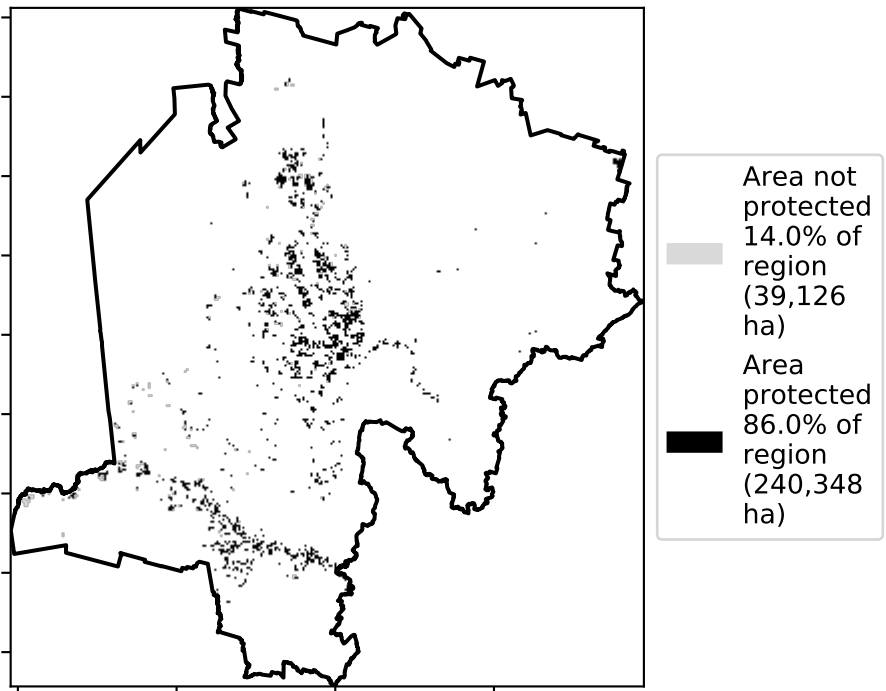 Area not
protected
14.0% of
region
(39,126
ha)
Area
protected
86.0% of
region
(240,348
ha)